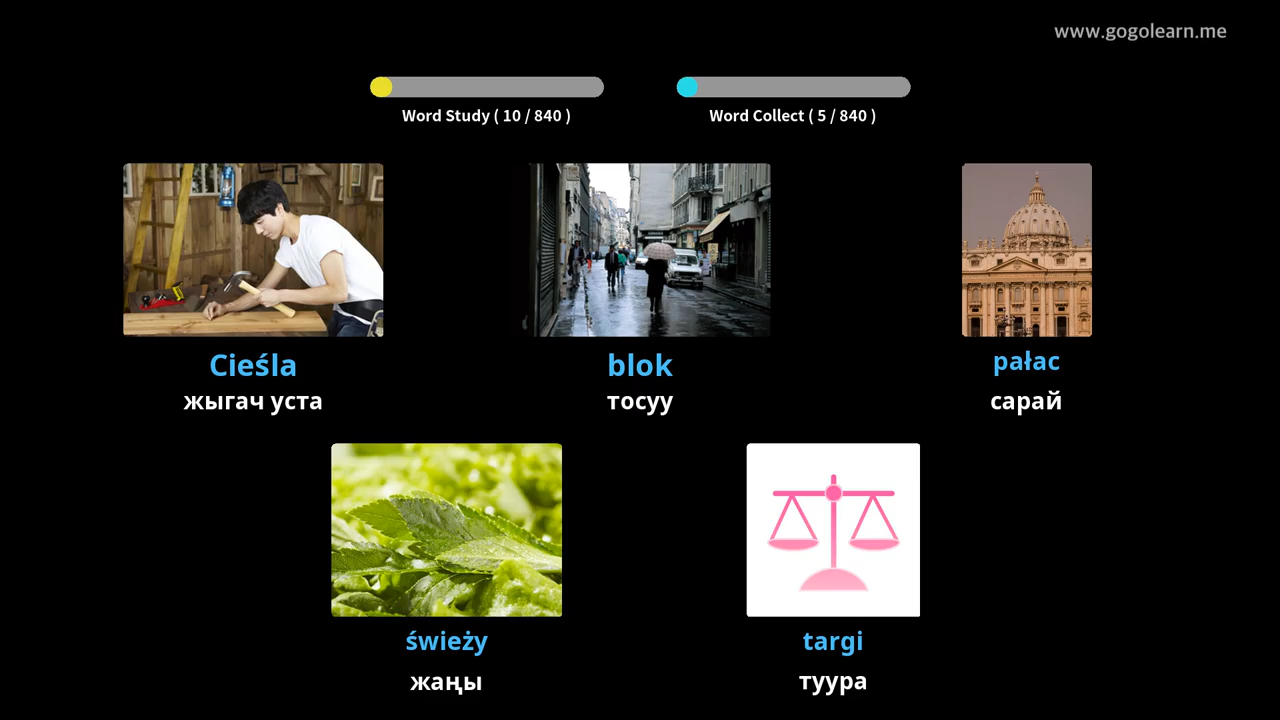 www.gogolearn.me
Word Study ( 10 / 840 )
Word Collect ( 5 / 840 )
Cieśla
жыгач уста
blok
тосуу
pałac
сарай
świeży
жаңы
targi
туура